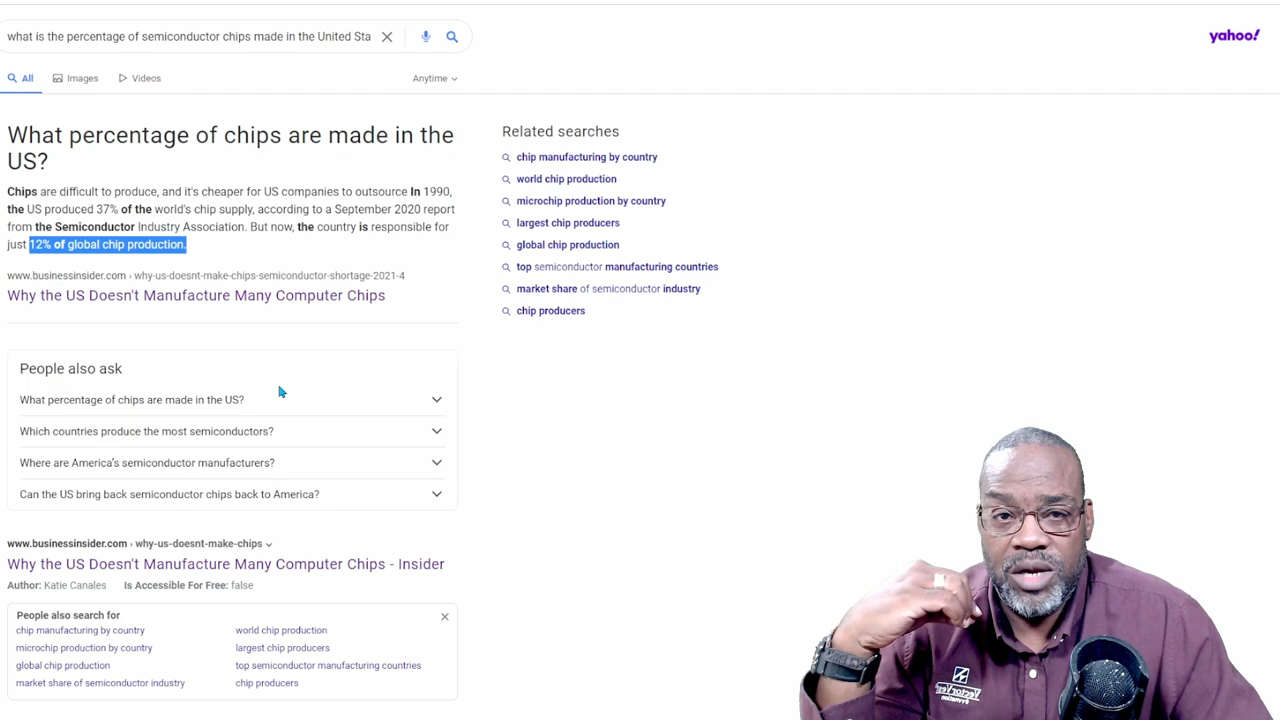 what is the percentage of semiconductor chips made in the United Sta
yahoo!
All
Images
Videos
Anytime
What percentage of chips are made in the
US?
Chips are difficult to produce, and it's cheaper for US companies to outsource In 1990,
the US produced 37% of the world's chip supply, according to a September 2020 report
from the Semiconductor Industry Association. But now, the country is responsible for
just 12% of global chip production.
www.businessinsider.com › why-us-doesnt-make-chips-semiconductor-shortage-2021-4
Why the US Doesn't Manufacture Many Computer Chips
Related searches
chip manufacturing by country
world chip production
microchip production by country
largest chip producers
global chip production
top semiconductor manufacturing countries
market share of semiconductor industry
chip producers
People also ask
What percentage of chips are made in the US?
Which countries produce the most semiconductors?
Where are America's semiconductor manufacturers?
Can the US bring back semiconductor chips back to America?
www.businessinsider.com › why-us-doesnt-make-chips
Why the US Doesn't Manufacture Many Computer Chips - Insider
Author: Katie Canales Is Accessible For Free: false
People also search for
chip manufacturing by country
world chip production
microchip production by country
largest chip producers
global chip production
top semiconductor manufacturing countries
market share of semiconductor industry
chip producers
VectorVest